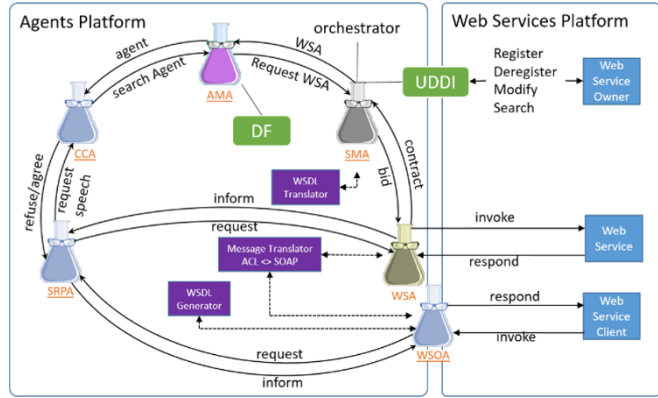 Agents Platform
Web Services Platform
orchestrator
agent
WSA
search Agent
Request WSA
AMA
UDDI
Register
Deregister
Modify
Search
Web
Service
Owner
DF
CCA
SMA
refuse/agree
request
speech
WSDL
Translator
bid
contract
inform
request
invoke
Message Translator
ACL <> SOAP
Web
Service
respond
SRPA
WSA
WSDL
Generator
respond
Web
Service
Client
invoke
request
WSOA
inform